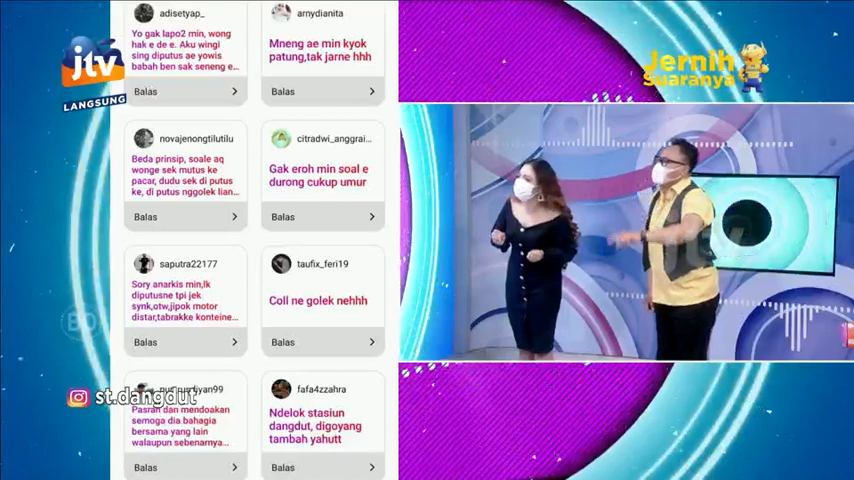 adisetyap_
Yo gak lapo2 min, wong
hak e de e. Aku wingi
sing diputus ae yowis
babah ben sak seneng e...
Balas
arnydianita
Mneng ae min kyok
patung,tak jarne hhh
Balas
novajenongtilutilu
Beda prinsip, soale aq
wonge sek mutus ke
pacar, dudu sek di putus
ke, di putus nggolek lian...
Balas
citradwi_anggrai...
Gak eroh min soal e
durong cukup umur
Balas
saputra22177
Sory anarkis min,lk
diputusne tpi jek
synk,otw,jipok motor
distar,tabrakke konteine...
Balas
taufix_feri19
Coll ne golek nehhh
Balas
Pasrah dan mendoakan
semoga dia bahagia
bersama yang lain
walaupun sebenarnya...
Balas
fafa4zzahra
Ndelok stasiun
dangdut, digoyang
tambah yahutt
Balas
jtv
LANGSUNG
st.dangdut
Jernih
Suaranya
jtv